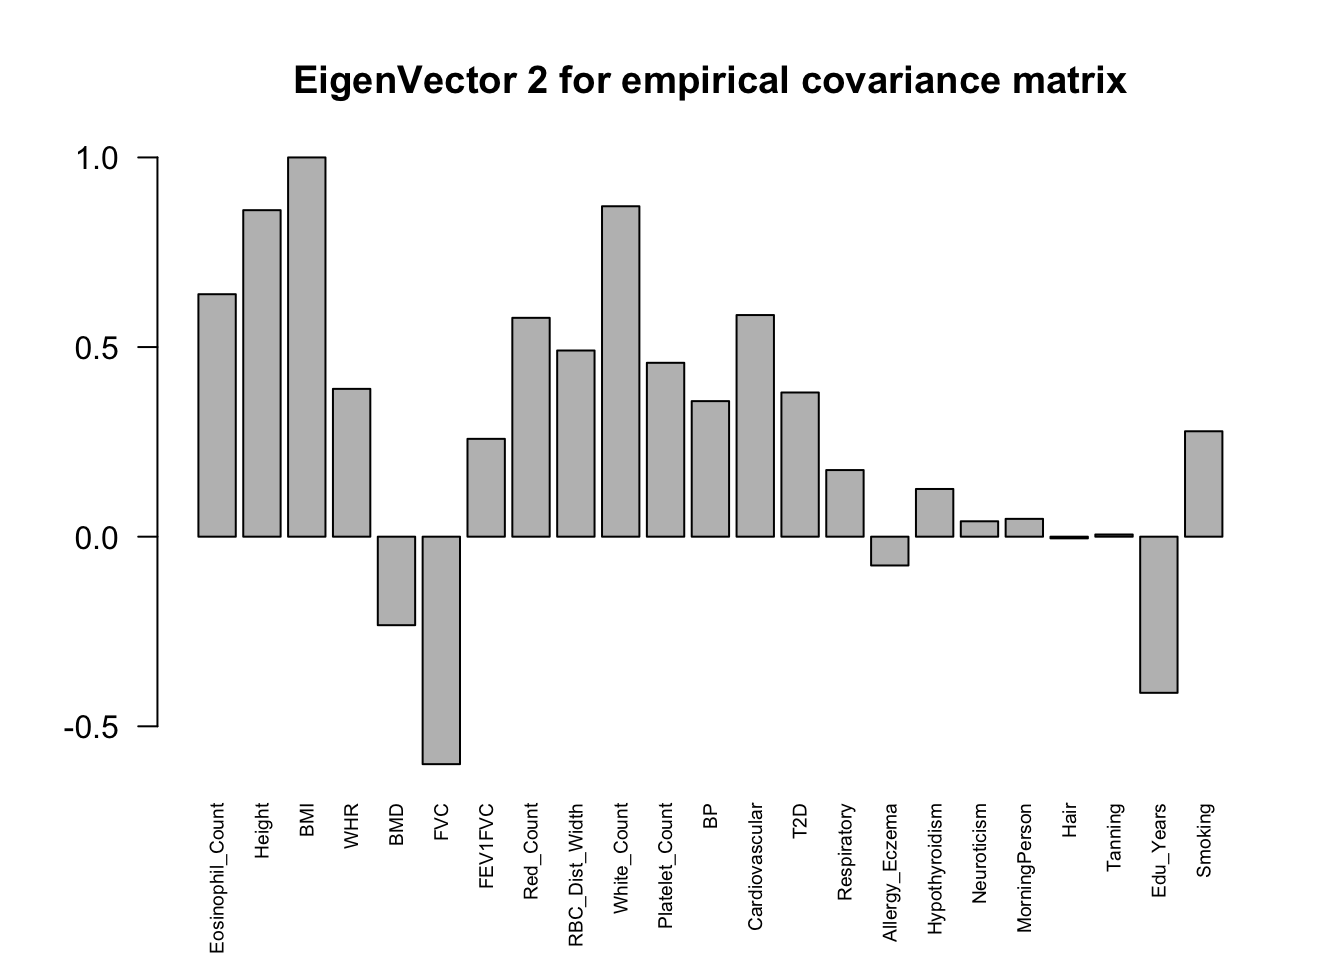 EigenVector 2 for empirical covariance matrix
1.0
0.5
0.0
-0.5
Eosinophil_Count
Height
BMI
WHR
BMD
FVC
FEV1FVC
Red_Count
RBC_Dist_Width
White_Count
Platelet_Count
BP
Cardiovascular
T2D
Respiratory
Allergy_Eczema
Hypothyroidism
Neuroticism
MorningPerson
Hair
Tanning
Edu_Years
Smoking